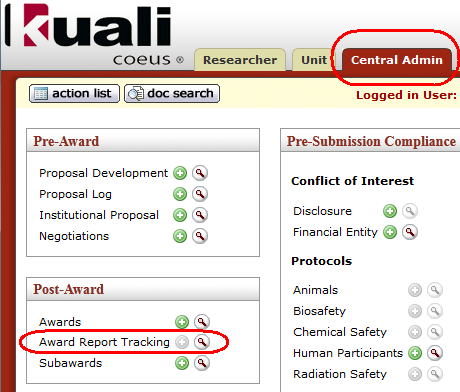 Kuali
coeus ®
Researcher
Unit
Central Admin
action list
doc search
Logged in User:
Pre-Award
Proposal Development
Proposal Log
Institutional Proposal
Negotiations
Post-Award
Awards
Award Report Tracking
Subawards
Pre-Submission Compliance
Conflict of Interest
Disclosure
Financial Entity
Protocols
Animals
Biosafety
Chemical Safety
Human Participants
Radiation Safety